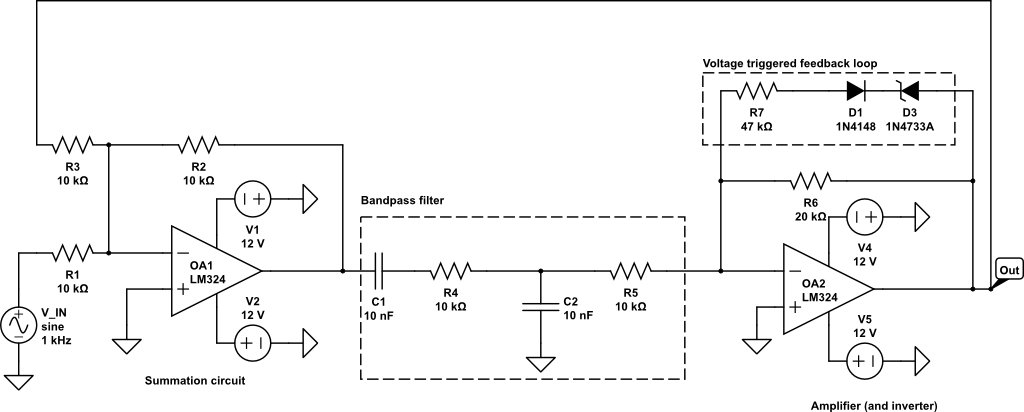 Voltage triggered feedback loop
R7
47 kΩ
D1
1N4148
D3
1N4733A
R3
10 kΩ
R2
10 kΩ
R6
20 kΩ
Bandpass filter
V1
12 V
V4
12 V
R1
10 kΩ
−
+
OA1
LM324
C1
10 nF
R4
10 kΩ
C2
10 nF
R5
10 kΩ
−
+
OA2
LM324
Out
V_IN
sine
1 kHz
V2
12 V
V5
12 V
Summation circuit
Amplifier (and inverter)